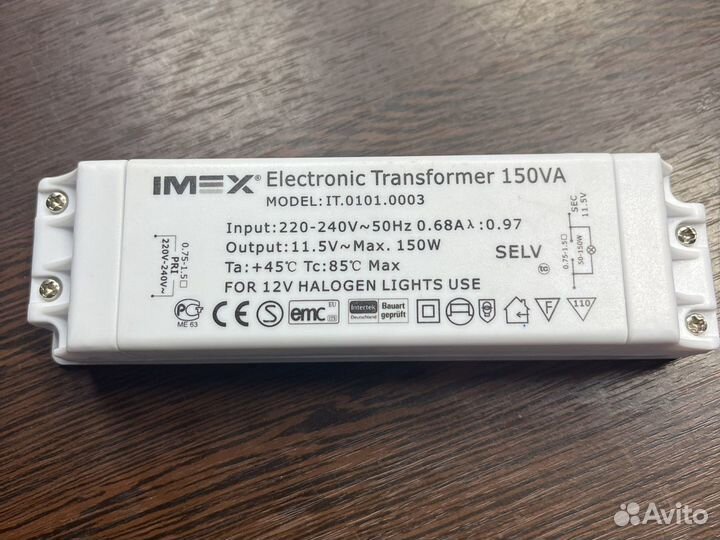 IMEX® Electronic Transformer 150VA
MODEL:IT.0101.0003
Input:220-240V~50Hz 0.68A λ:0.97
Output:11.5V~Max. 150W
SELV
Ta:+45℃ Tc:85℃ Max
FOR 12V HALOGEN LIGHTS USE
0.75-1.5
PRI
220V-240V~
SEC
11.5V
0.75-1.5
50-150W
ME 63
CE
S
emc
EU
Intertek
Deutschland
Bauart
geprüft
F
110
Avito